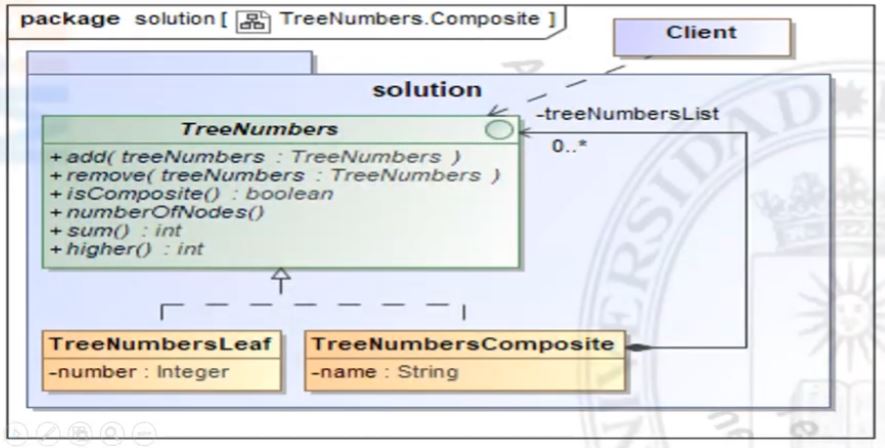 package solution [ TreeNumbers.Composite ]
Client
solution
TreeNumbers
+ add( treeNumbers : TreeNumbers )
+ remove( treeNumbers : TreeNumbers )
+ isComposite() : boolean
+ numberOfNodes()
+ sum() : int
+ higher() : int
-treeNumbersList
0..*
TreeNumbersLeaf
-number : Integer
TreeNumbersComposite
-name : String